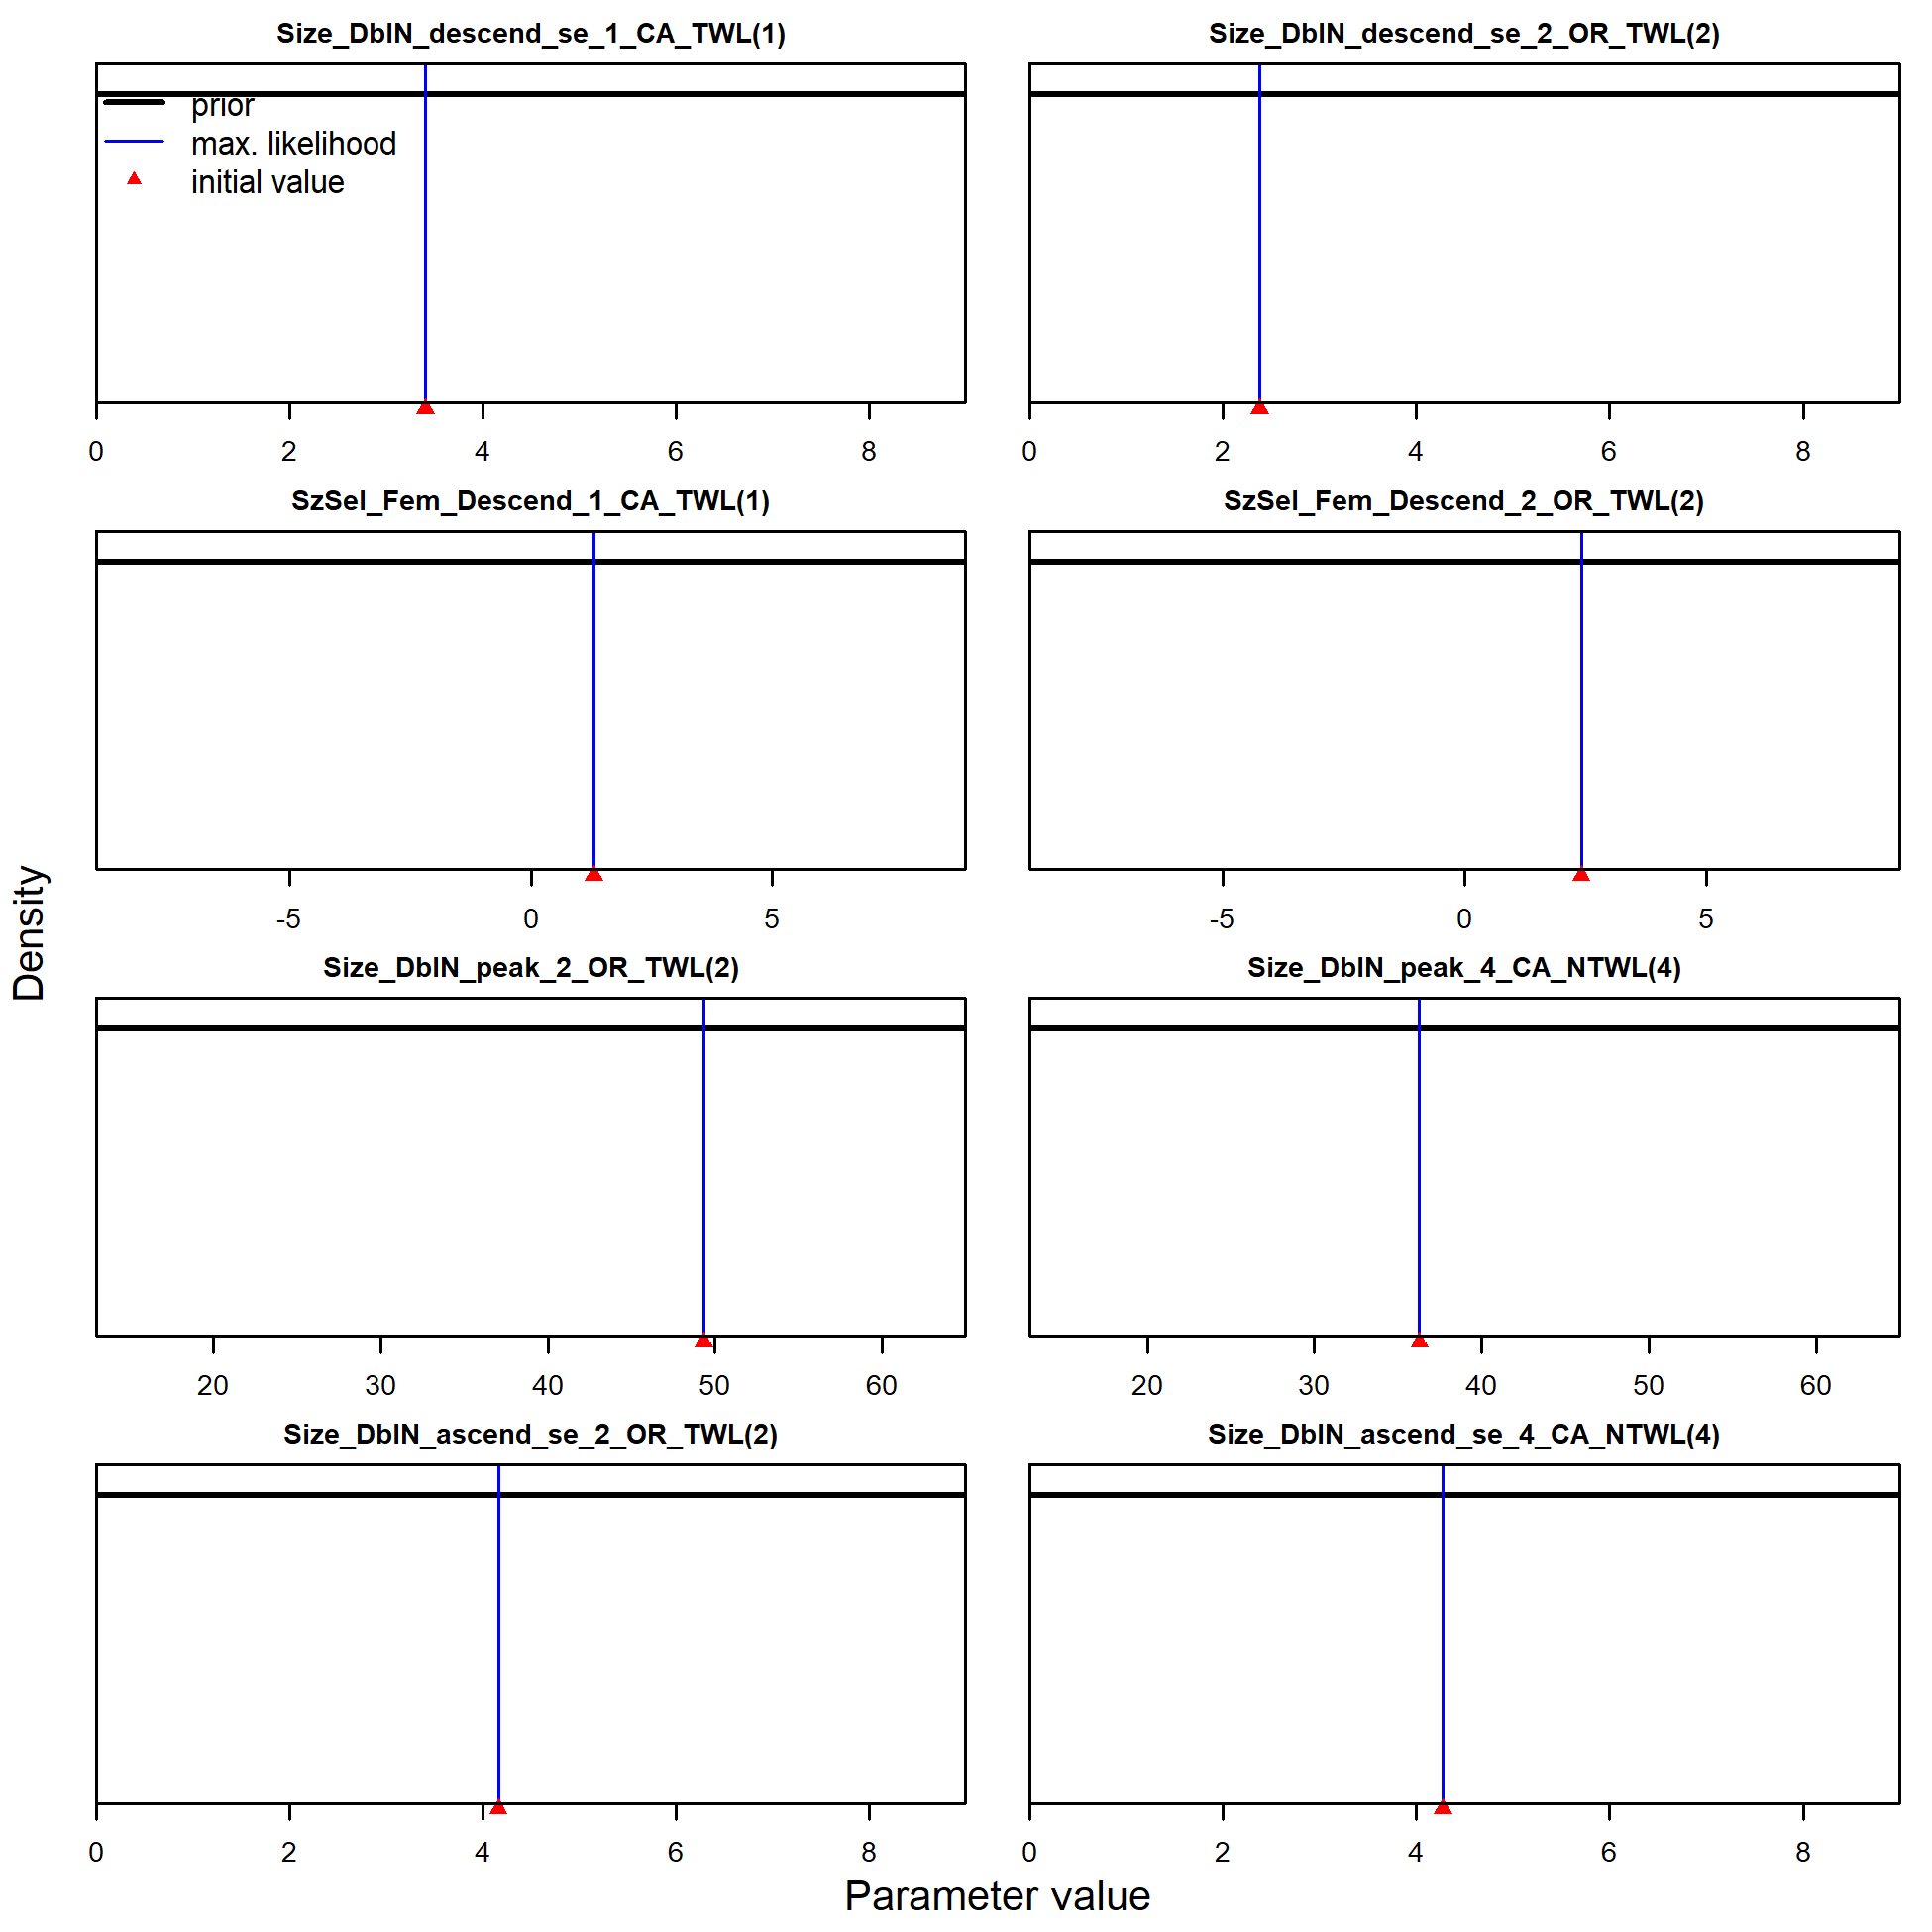 Size_DblN_descend_se_1_CA_TWL(1)
Size_DblN_descend_se_2_OR_TWL(2)
prior
max. likelihood
initial value
0 2 4 6 8
0 2 4 6 8
SzSel_Fem_Descend_1_CA_TWL(1)
SzSel_Fem_Descend_2_OR_TWL(2)
-5 0 5
-5 0 5
Density
Size_DblN_peak_2_OR_TWL(2)
Size_DblN_peak_4_CA_NTWL(4)
20 30 40 50 60
20 30 40 50 60
Size_DblN_ascend_se_2_OR_TWL(2)
Size_DblN_ascend_se_4_CA_NTWL(4)
0 2 4 6 8
0 2 4 6 8
Parameter value